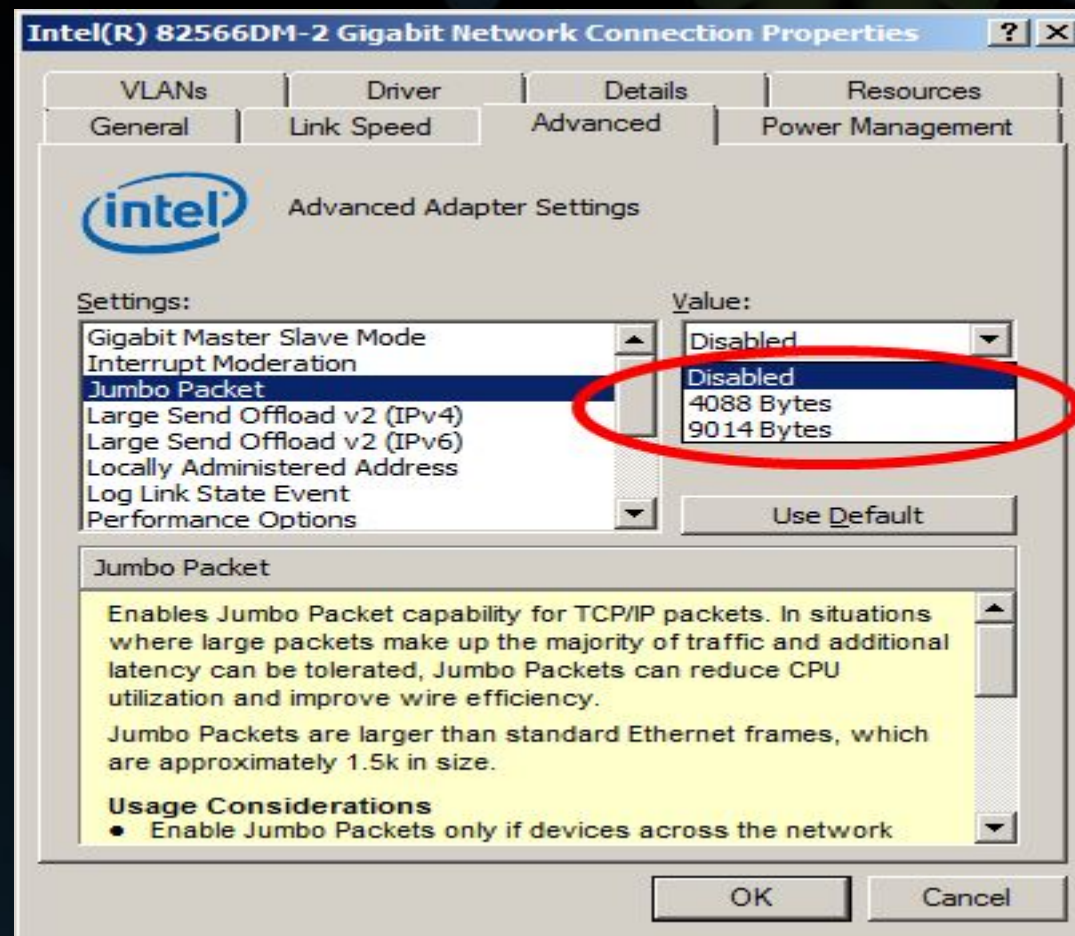 Intel(R) 82566DM-2 Gigabit Network Connection Properties
VLANs Driver Details Resources
General Link Speed Advanced Power Management
intel Advanced Adapter Settings
Settings: Value:
Gigabit Master Slave Mode Disabled
Interrupt Moderation
Jumbo Packet Disabled
Large Send Offload v2 (IPv4) 4088 Bytes
Large Send Offload v2 (IPv6) 9014 Bytes
Locally Administered Address
Log Link State Event
Performance Options Use Default
Jumbo Packet
Enables Jumbo Packet capability for TCP/IP packets. In situations
where large packets make up the majority of traffic and additional
latency can be tolerated, Jumbo Packets can reduce CPU
utilization and improve wire efficiency.
Jumbo Packets are larger than standard Ethernet frames, which
are approximately 1.5k in size.
Usage Considerations
• Enable Jumbo Packets only if devices across the network
OK Cancel